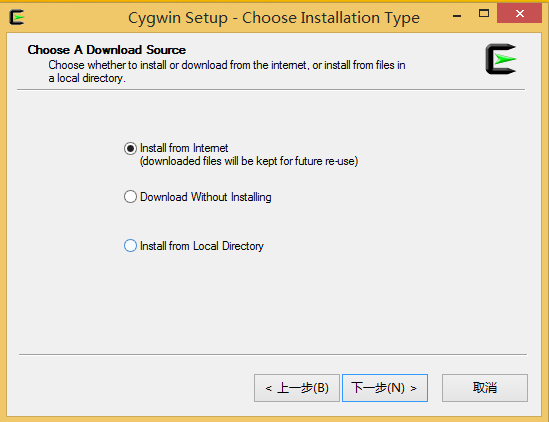 Cygwin Setup - Choose Installation Type
Choose A Download Source
Choose whether to install or download from the internet, or install from files in
a local directory.
Install from Internet
(downloaded files will be kept for future re-use)
Download Without Installing
Install from Local Directory
< 上一步(B)
下一步(N) >
取消